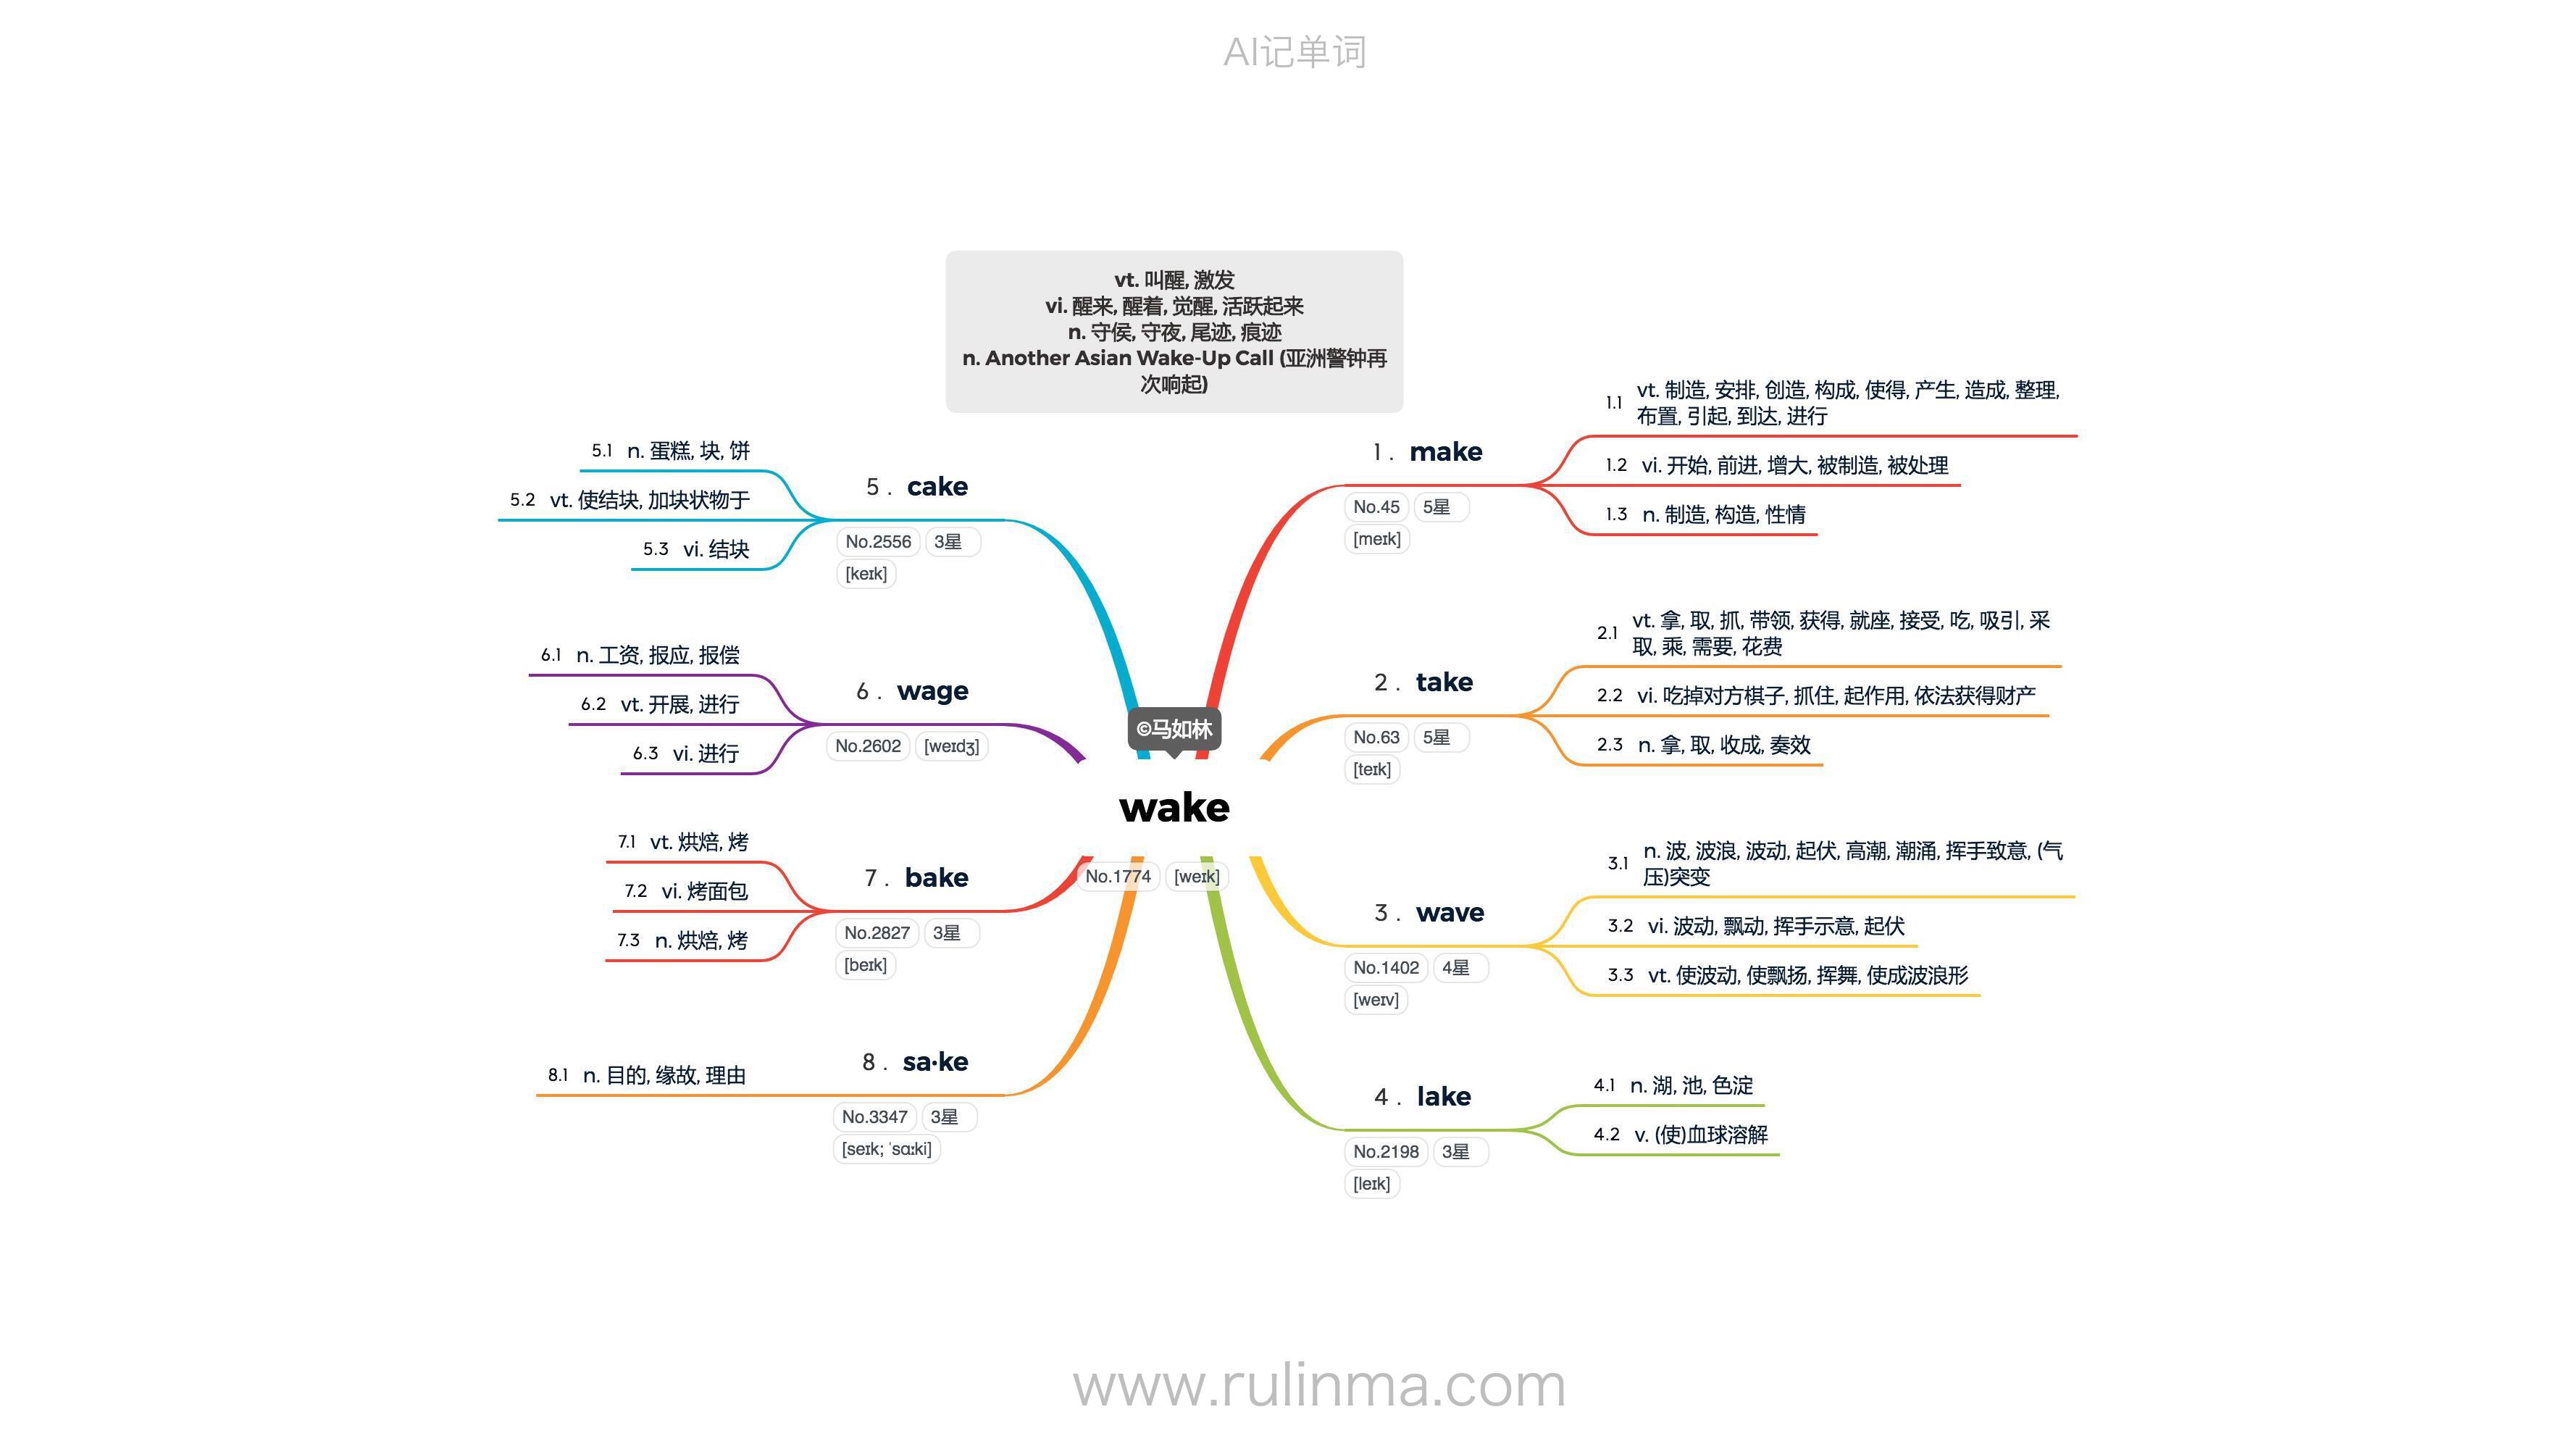 AI记单词
vt. 叫醒, 激发
vi. 醒来, 醒着, 觉醒, 活跃起来
n. 守侯, 守夜, 尾迹, 痕迹
n. Another Asian Wake-Up Call (亚洲警钟再
次响起)
©马如林
wake
No.1774 [weɪk]
1. make
No.45 5星
[meɪk]
1.1 vt. 制造, 安排, 创造, 构成, 使得, 产生, 造成, 整理,
布置, 引起, 到达, 进行
1.2 vi. 开始, 前进, 增大, 被制造, 被处理
1.3 n. 制造, 构造, 性情
2. take
No.63 5星
[teɪk]
2.1 vt. 拿, 取, 抓, 带领, 获得, 就座, 接受, 吃, 吸引, 采
取, 乘, 需要, 花费
2.2 vi. 吃掉对方棋子, 抓住, 起作用, 依法获得财产
2.3 n. 拿, 取, 收成, 奏效
3. wave
No.1402 4星
[weɪv]
3.1 n. 波, 波浪, 波动, 起伏, 高潮, 潮涌, 挥手致意, (气
压)突变
3.2 vi. 波动, 飘动, 挥手示意, 起伏
3.3 vt. 使波动, 使飘扬, 挥舞, 使成波浪形
4. lake
No.2198 3星
[leɪk]
4.1 n. 湖, 池, 色淀
4.2 v. (使)血球溶解
5. cake
No.2556 3星
[keɪk]
5.1 n. 蛋糕, 块, 饼
5.2 vt. 使结块, 加块状物于
5.3 vi. 结块
6. wage
No.2602 [weɪdʒ]
6.1 n. 工资, 报应, 报偿
6.2 vt. 开展, 进行
6.3 vi. 进行
7. bake
No.2827 3星
[beɪk]
7.1 vt. 烘焙, 烤
7.2 vi. 烤面包
7.3 n. 烘焙, 烤
8. sa·ke
No.3347 3星
[seɪk; ˈsɑːki]
8.1 n. 目的, 缘故, 理由
www.rulinma.com